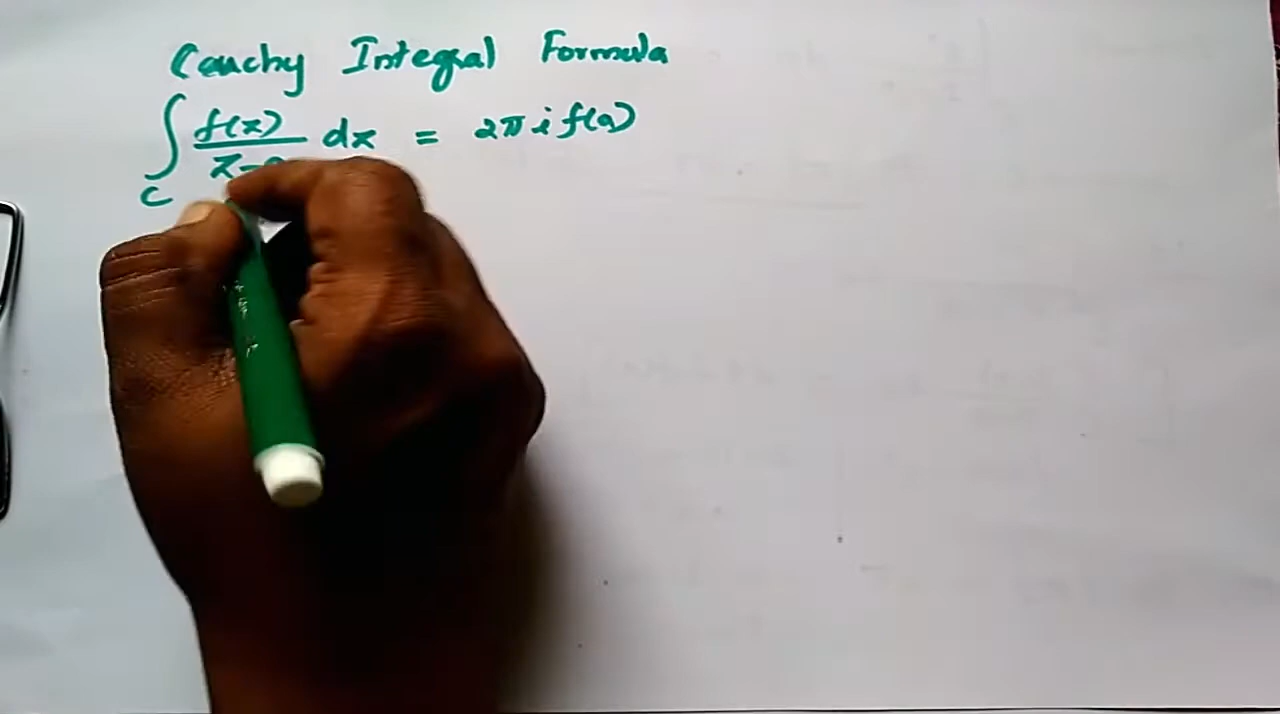 Cauchy Integral Formula
∫ f(z)/z-a dz = 2πi f(a)
C